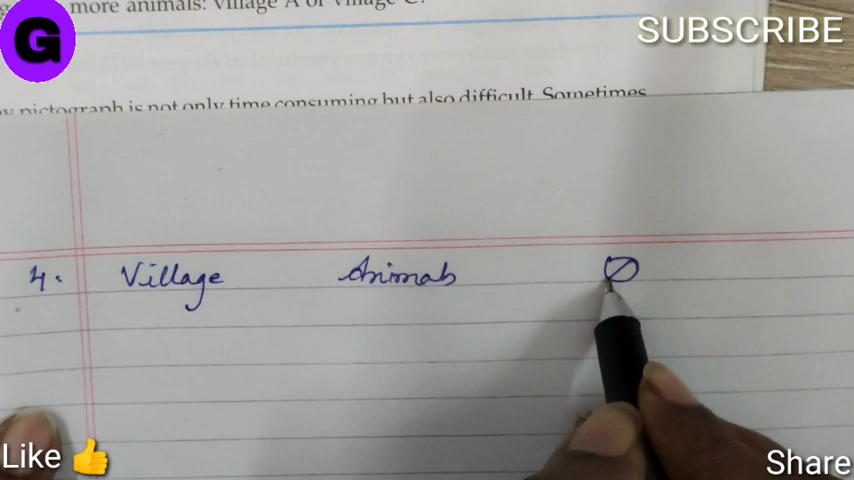 G
more animals: Village A or Village C?
SUBSCRIBE
pictograph is not only time consuming but also difficult. Sometimes
4. Village Animals
Like 👍
Share